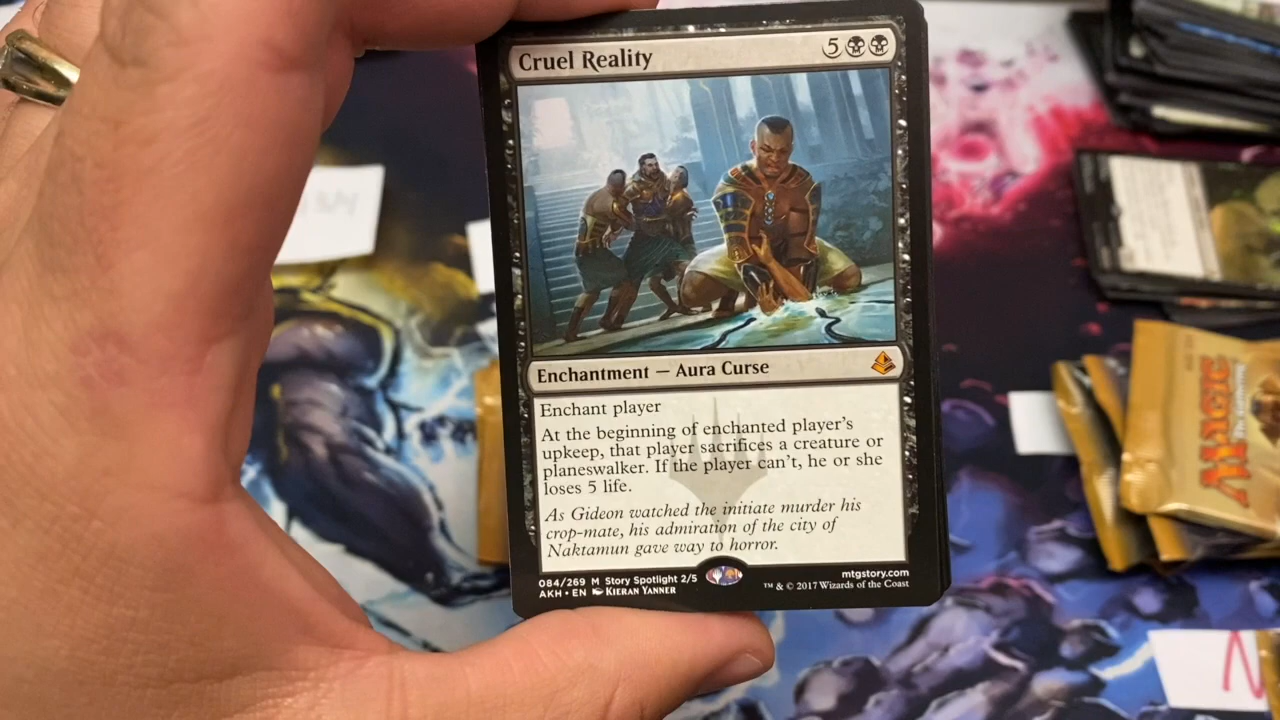 Cruel Reality 5
Enchantment — Aura Curse
Enchant player
At the beginning of enchanted player's
upkeep, that player sacrifices a creature or
planeswalker. If the player can't, he or she
loses 5 life.
As Gideon watched the initiate murder his
crop-mate, his admiration of the city of
Naktamun gave way to horror.
084/269 M Story Spotlight 2/5
AKH • EN KIERAN YANNER
mtgstory.com
™ & © 2017 Wizards of the Coast
MAGIC
N